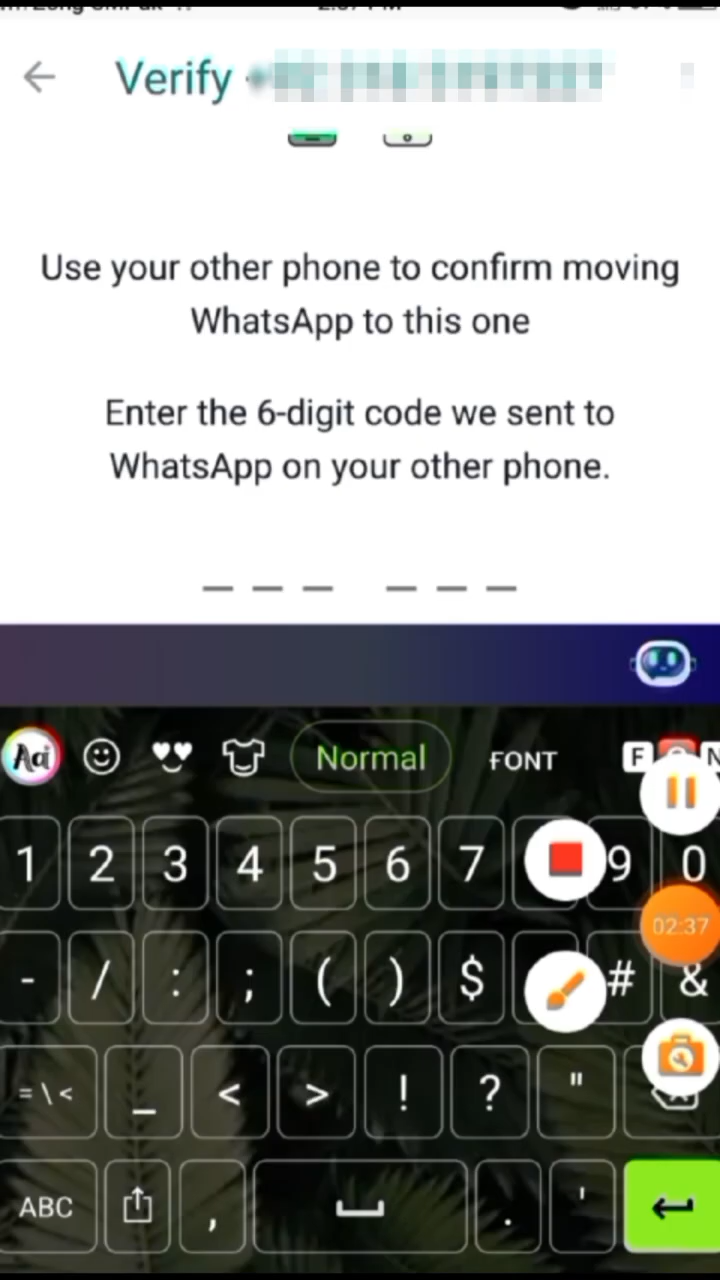 Verify
Use your other phone to confirm moving
WhatsApp to this one
Enter the 6-digit code we sent to
WhatsApp on your other phone.
Aa Normal FONT F N
1 2 3 4 5 6 7 9 0
- / : ; ( ) $ # &
= \ < _ < > ! ? "
ABC , . '
02:37